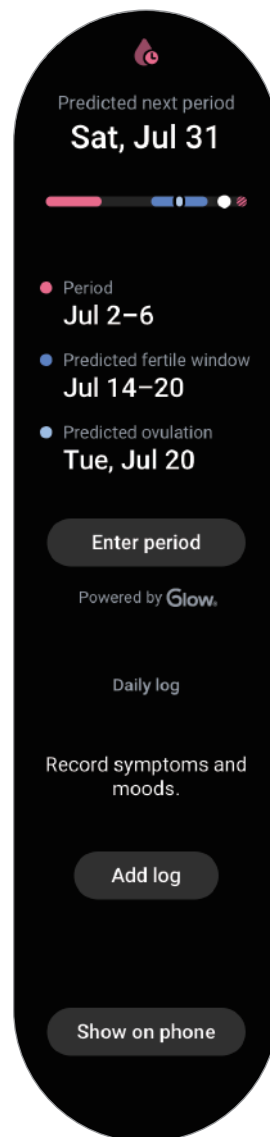 Predicted next period
Sat, Jul 31
Period
Jul 2–6
Predicted fertile window
Jul 14–20
Predicted ovulation
Tue, Jul 20
Enter period
Powered by Glow.
Daily log
Record symptoms and
moods.
Add log
Show on phone